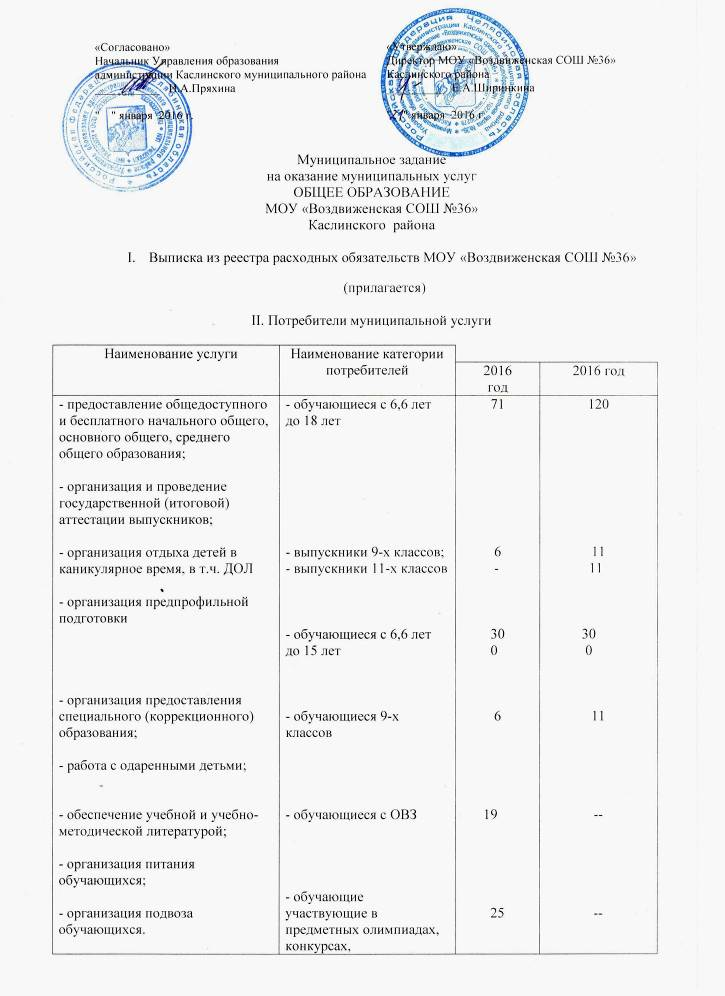 «Согласовано»
Начальник Управления образования
администрации Каслинского муниципального района
Н.А.Пряхина
" " января 2016 г.
«Утверждаю»
Директор МОУ «Воздвиженская СОШ №36»
Каслинского района
Е.А.Ширинкина
" января 2016 г
Муниципальное задание
на оказание муниципальных услуг
ОБЩЕЕ ОБРАЗОВАНИЕ
МОУ «Воздвиженская СОШ №36»
Каслинского района
I. Выписка из реестра расходных обязательств МОУ «Воздвиженская СОШ №36»
(прилагается)
II. Потребители муниципальной услуги
Наименование услуги
Наименование категории
потребителей
2016
год
2016 год
- предоставление общедоступного
и бесплатного начального общего,
основного общего, среднего
общего образования;
- организация и проведение
государственной (итоговой)
аттестации выпускников;
- организация отдыха детей в
каникулярное время, в т.ч. ДОЛ
- организация предпрофильной
подготовки
- организация предоставления
специального (коррекционного)
образования;
- работа с одаренными детьми;
- обеспечение учебной и учебно-
методической литературой;
- организация питания
обучающихся;
- организация подвоза
обучающихся.
- обучающиеся с 6,6 лет
до 18 лет
- выпускники 9-х классов;
- выпускники 11-х классов
- обучающиеся с 6,6 лет
до 15 лет
- обучающиеся 9-х
классов
- обучающиеся с ОВЗ
- обучающие
участвующие в
предметных олимпиадах,
конкурсах,
71
6
-
30
0
6
19
25
120
11
11
30
0
11
--
--